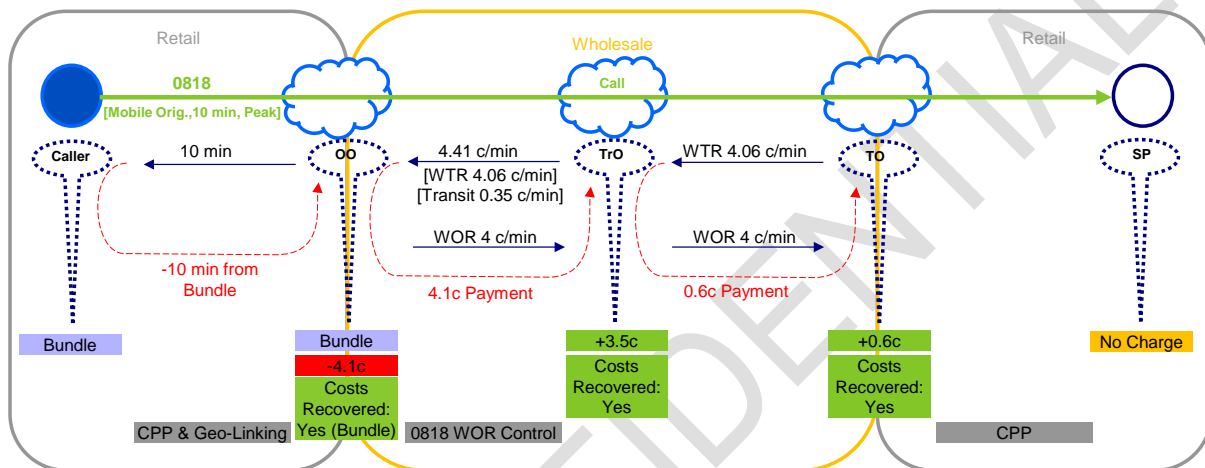 Retail
Wholesale
Retail
0818
Call
[Mobile Orig.,10 min, Peak]
Caller
10 min
OO
4.41 c/min
[WTR 4.06 c/min]
[Transit 0.35 c/min]
TrO
WTR 4.06 c/min
TO
SP
WOR 4 c/min
WOR 4 c/min
-10 min from
Bundle
4.1c Payment
0.6c Payment
Bundle
Bundle
-4.1c
Costs
Recovered:
Yes (Bundle)
+3.5c
Costs
Recovered:
Yes
+0.6c
Costs
Recovered:
Yes
No Charge
CPP & Geo-Linking
0818 WOR Control
CPP
FIDENTIAL